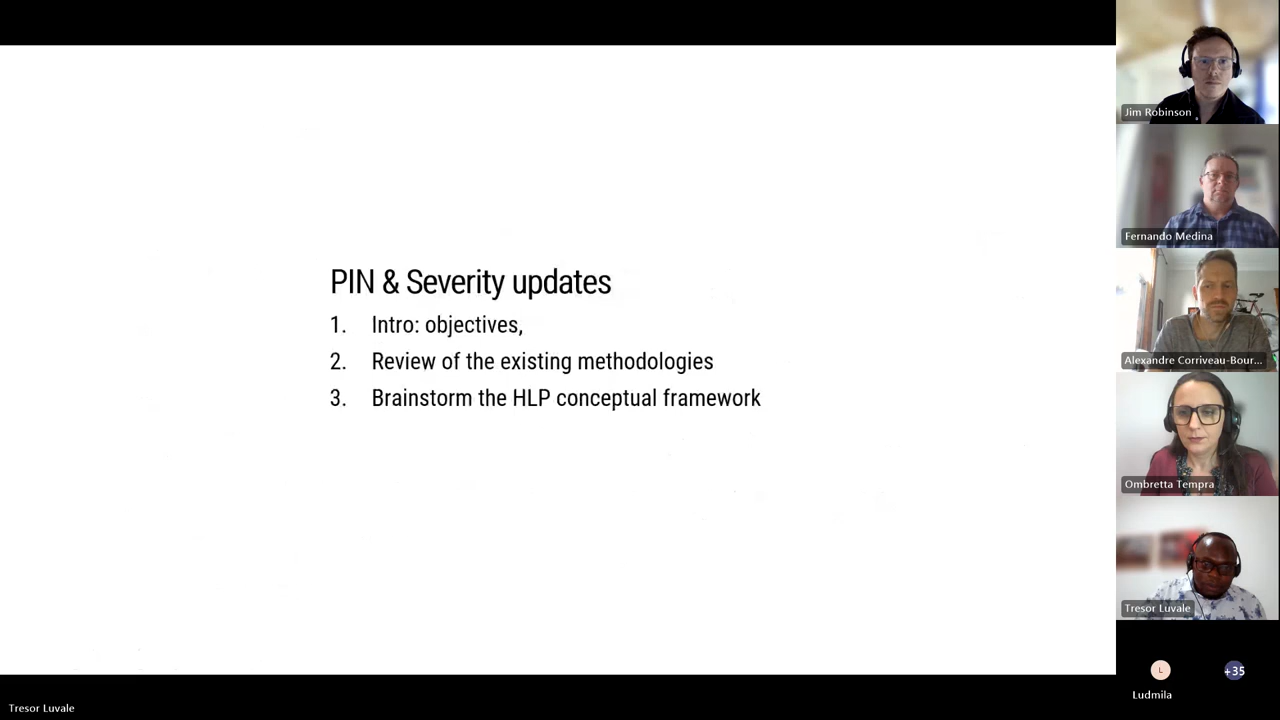 PIN & Severity updates
1. Intro: objectives,
2. Review of the existing methodologies
3. Brainstorm the HLP conceptual framework
Jim Robinson
Fernando Medina
Alexandre Corriveau-Bour...
Ombretta Tempra
Tresor Luvale
L
+35
Ludmila
Tresor Luvale